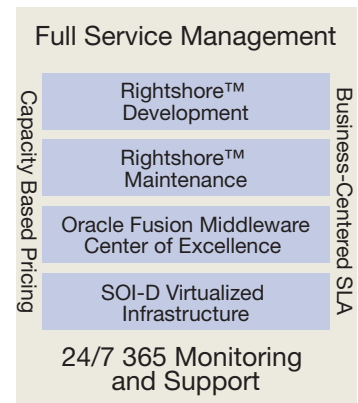 Full Service Management
Capacity Based Pricing
Rightshore™
Development
Rightshore™
Maintenance
Oracle Fusion Middleware
Center of Excellence
SOI-D Virtualized
Infrastructure
Business-Centered SLA
24/7 365 Monitoring
and Support